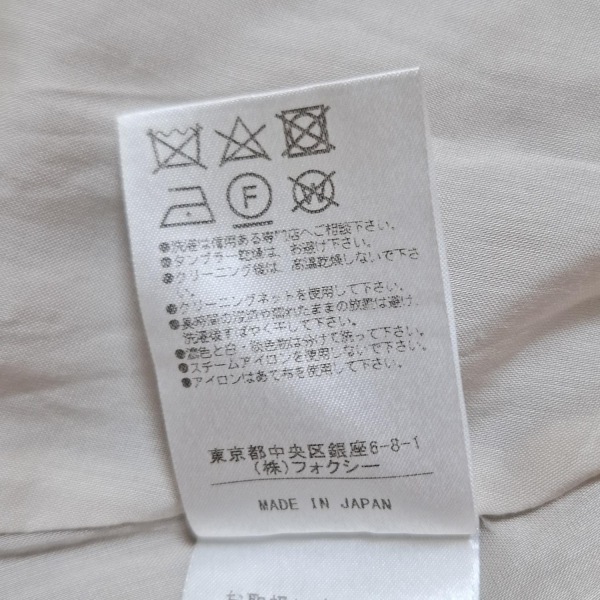 F
W
●洗濯は信用ある専門店へご相談下さい。
●タンブラー乾燥は、お避け下さい。
●クリーニング後は、高温乾燥しないで下さい。
●クリーニングネットを使用して下さい。
●長時間の浸漬や濡れたままの放置は避け、
洗濯後すばやく干して下さい。
●濃色と白・淡色物は分けて洗って下さい。
●スチームアイロンを使用しないで下さい。
●アイロンはあて布を使用して下さい。
東京都中央区銀座6-8-1
(株)フォクシー
MADE IN JAPAN
お取扱い